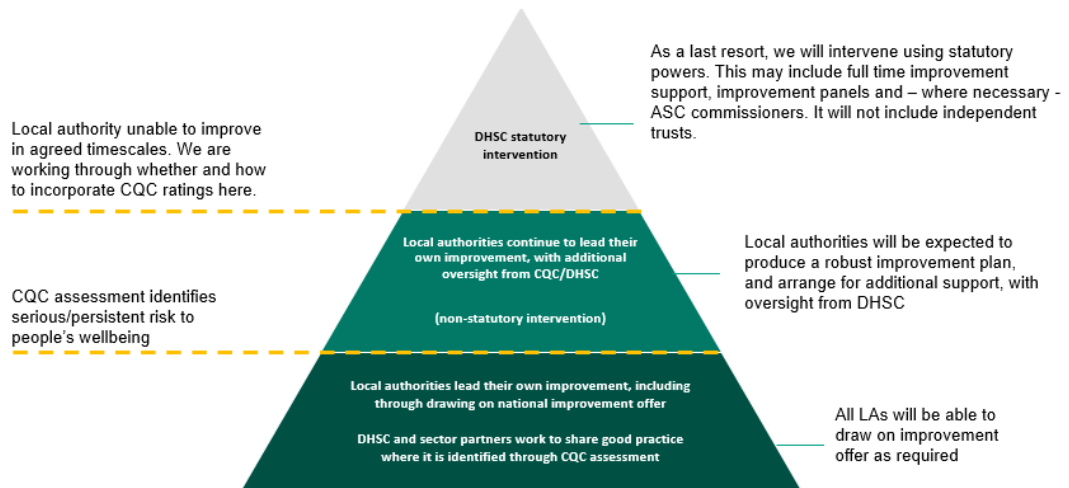 As a last resort, we will intervene using statutory
powers. This may include full time improvement
support, improvement panels and – where necessary -
ASC commissioners. It will not include independent
trusts.
DHSC statutory
intervention
Local authority unable to improve
in agreed timescales. We are
working through whether and how
to incorporate CQC ratings here.
Local authorities continue to lead their
own improvement, with additional
oversight from CQC/DHSC
(non-statutory intervention)
Local authorities will be expected to
produce a robust improvement plan,
and arrange for additional support, with
oversight from DHSC
CQC assessment identifies
serious/persistent risk to
people's wellbeing
Local authorities lead their own improvement, including
through drawing on national improvement offer
DHSC and sector partners work to share good practice
where it is identified through CQC assessment
All LAs will be able to
draw on improvement
offer as required